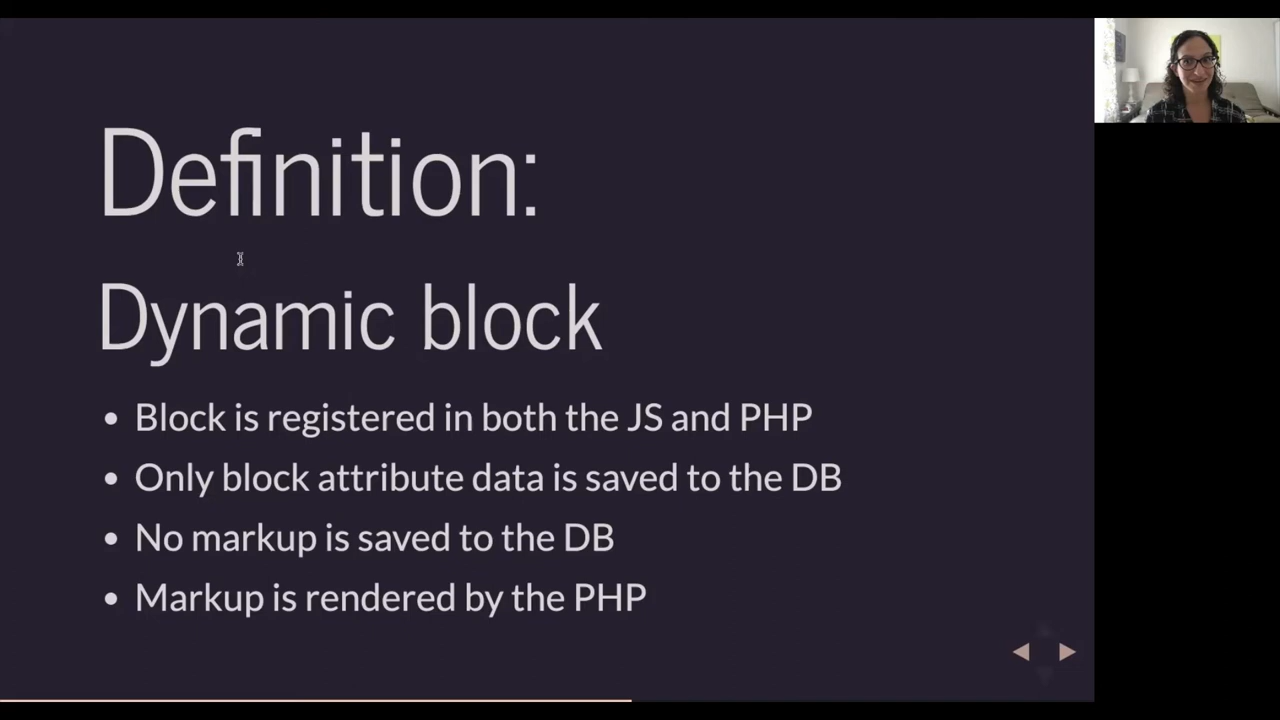 Definition:
Dynamic block
• Block is registered in both the JS and PHP
• Only block attribute data is saved to the DB
• No markup is saved to the DB
• Markup is rendered by the PHP